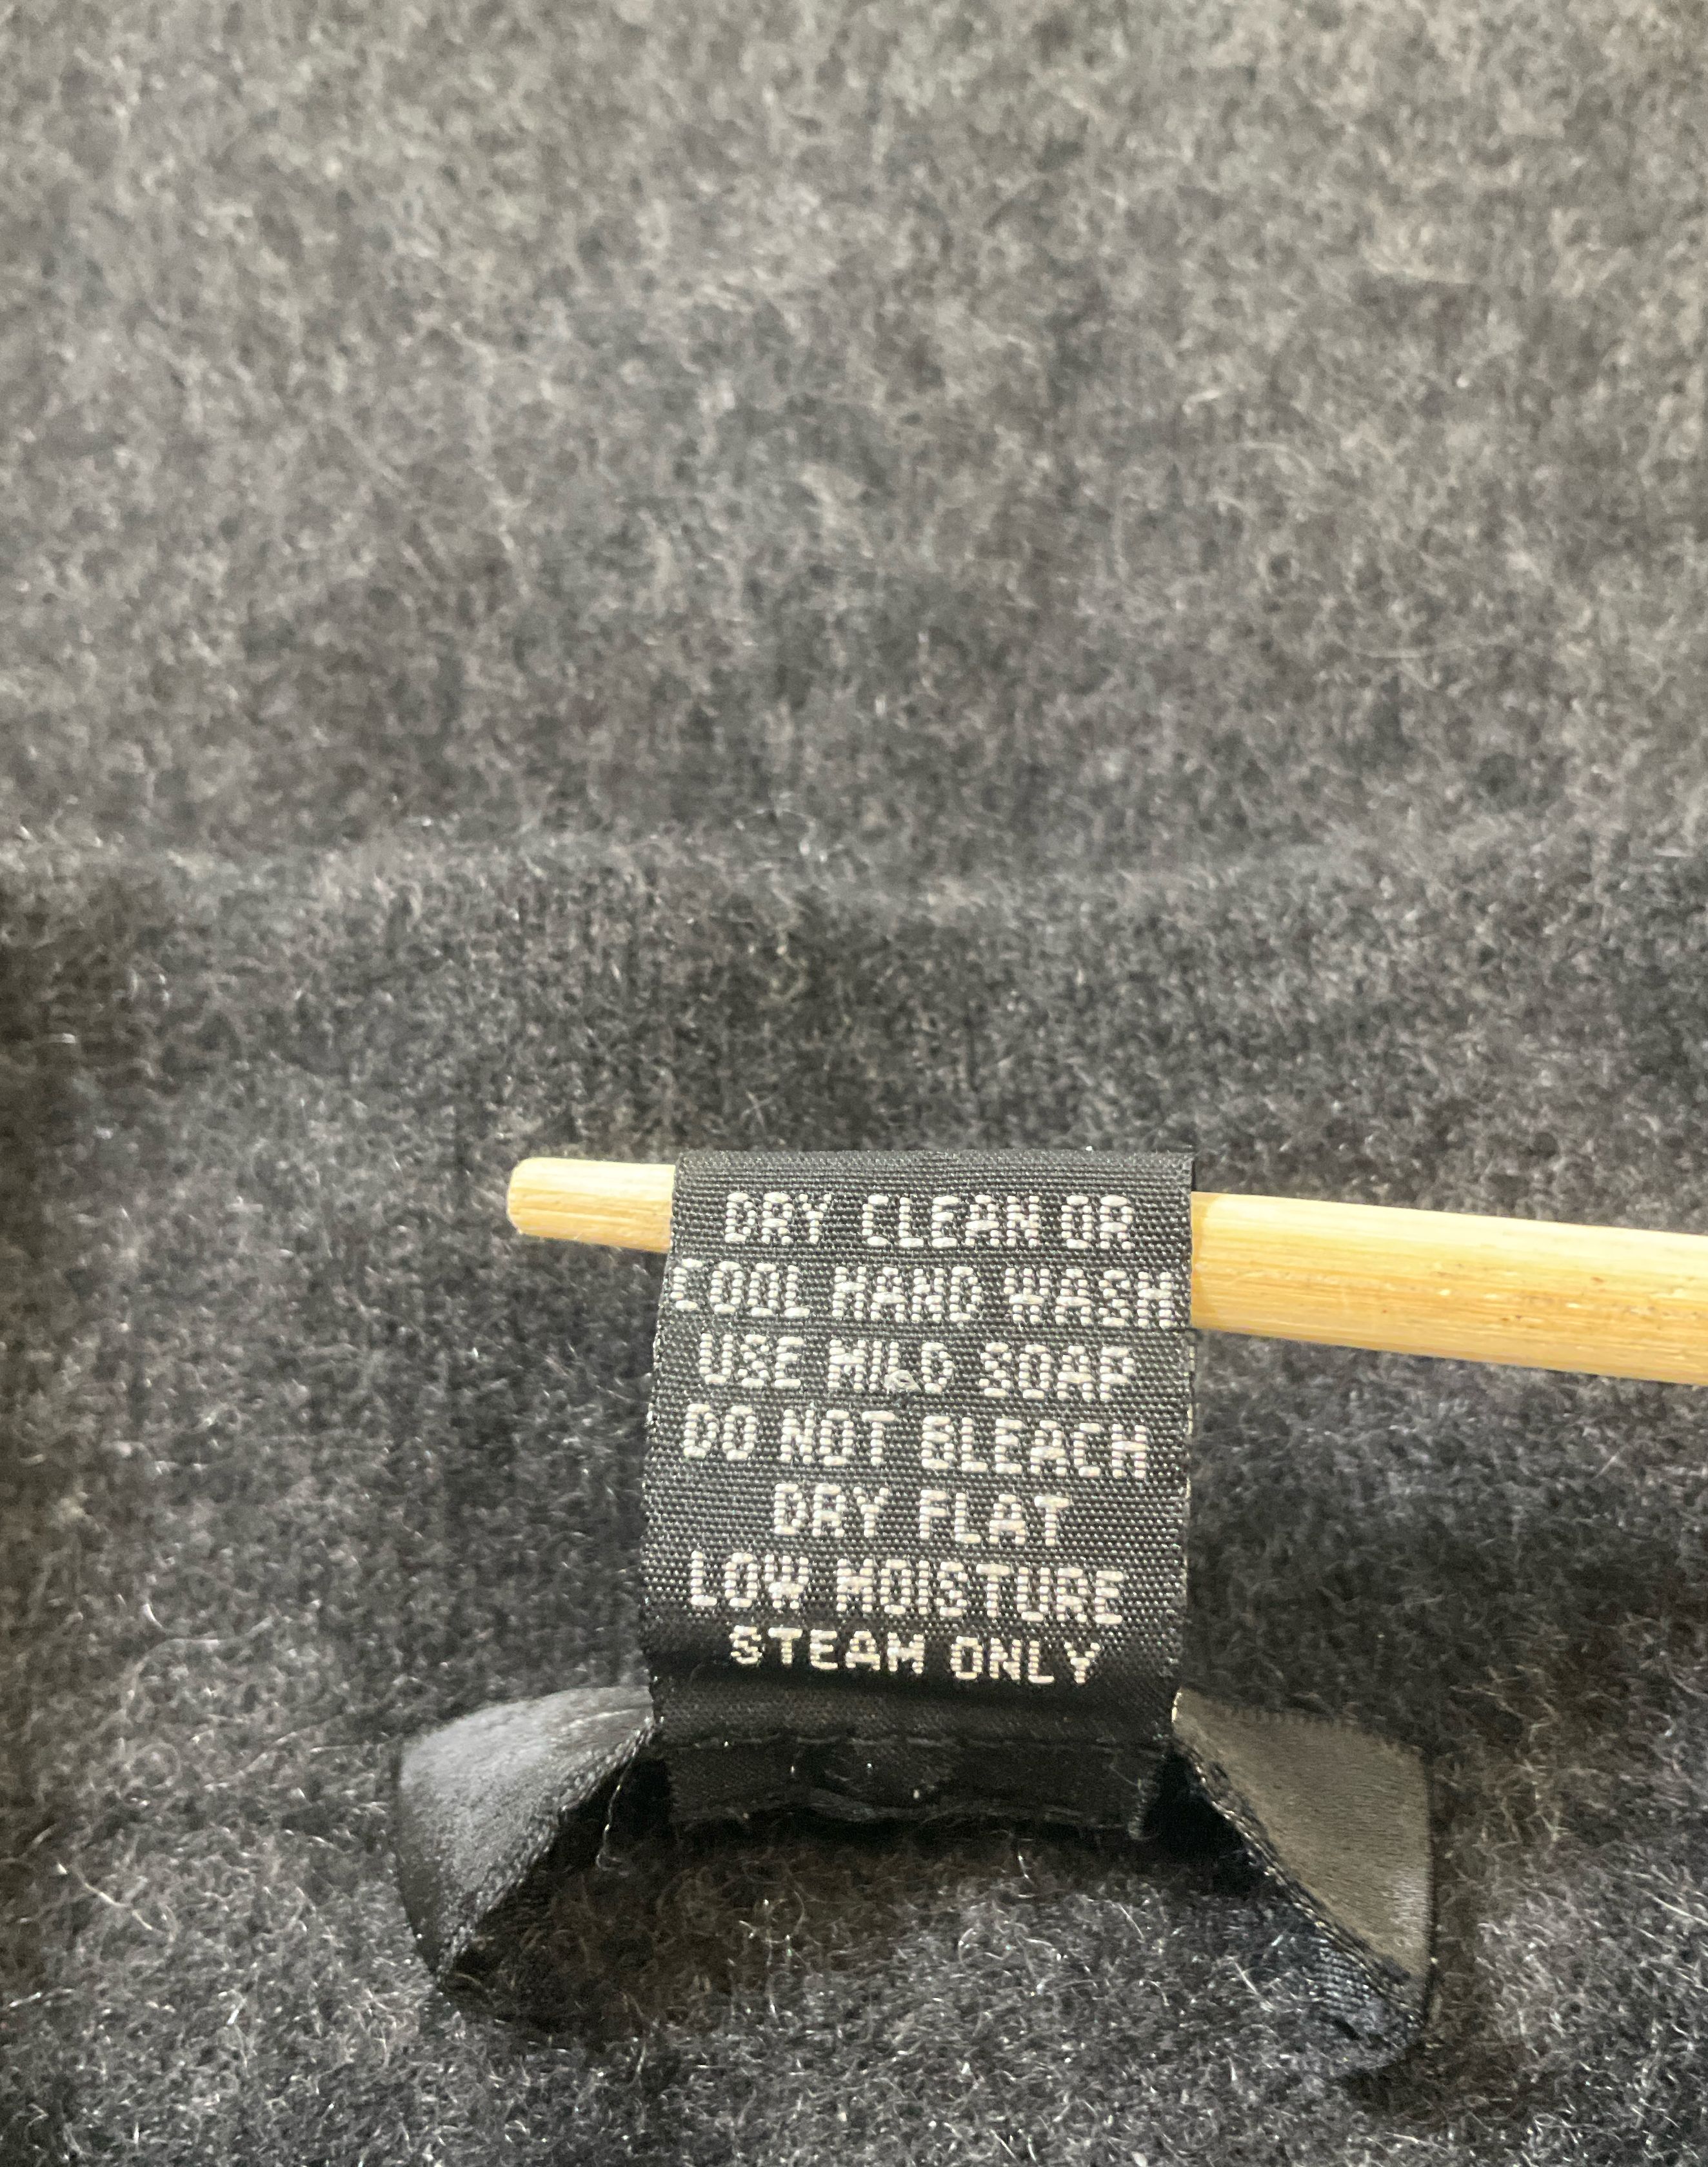 DRY CLEAN OR
COOL HAND WASH
USE MILD SOAP
DO NOT BLEACH
DRY FLAT
LOW MOISTURE
STEAM ONLY